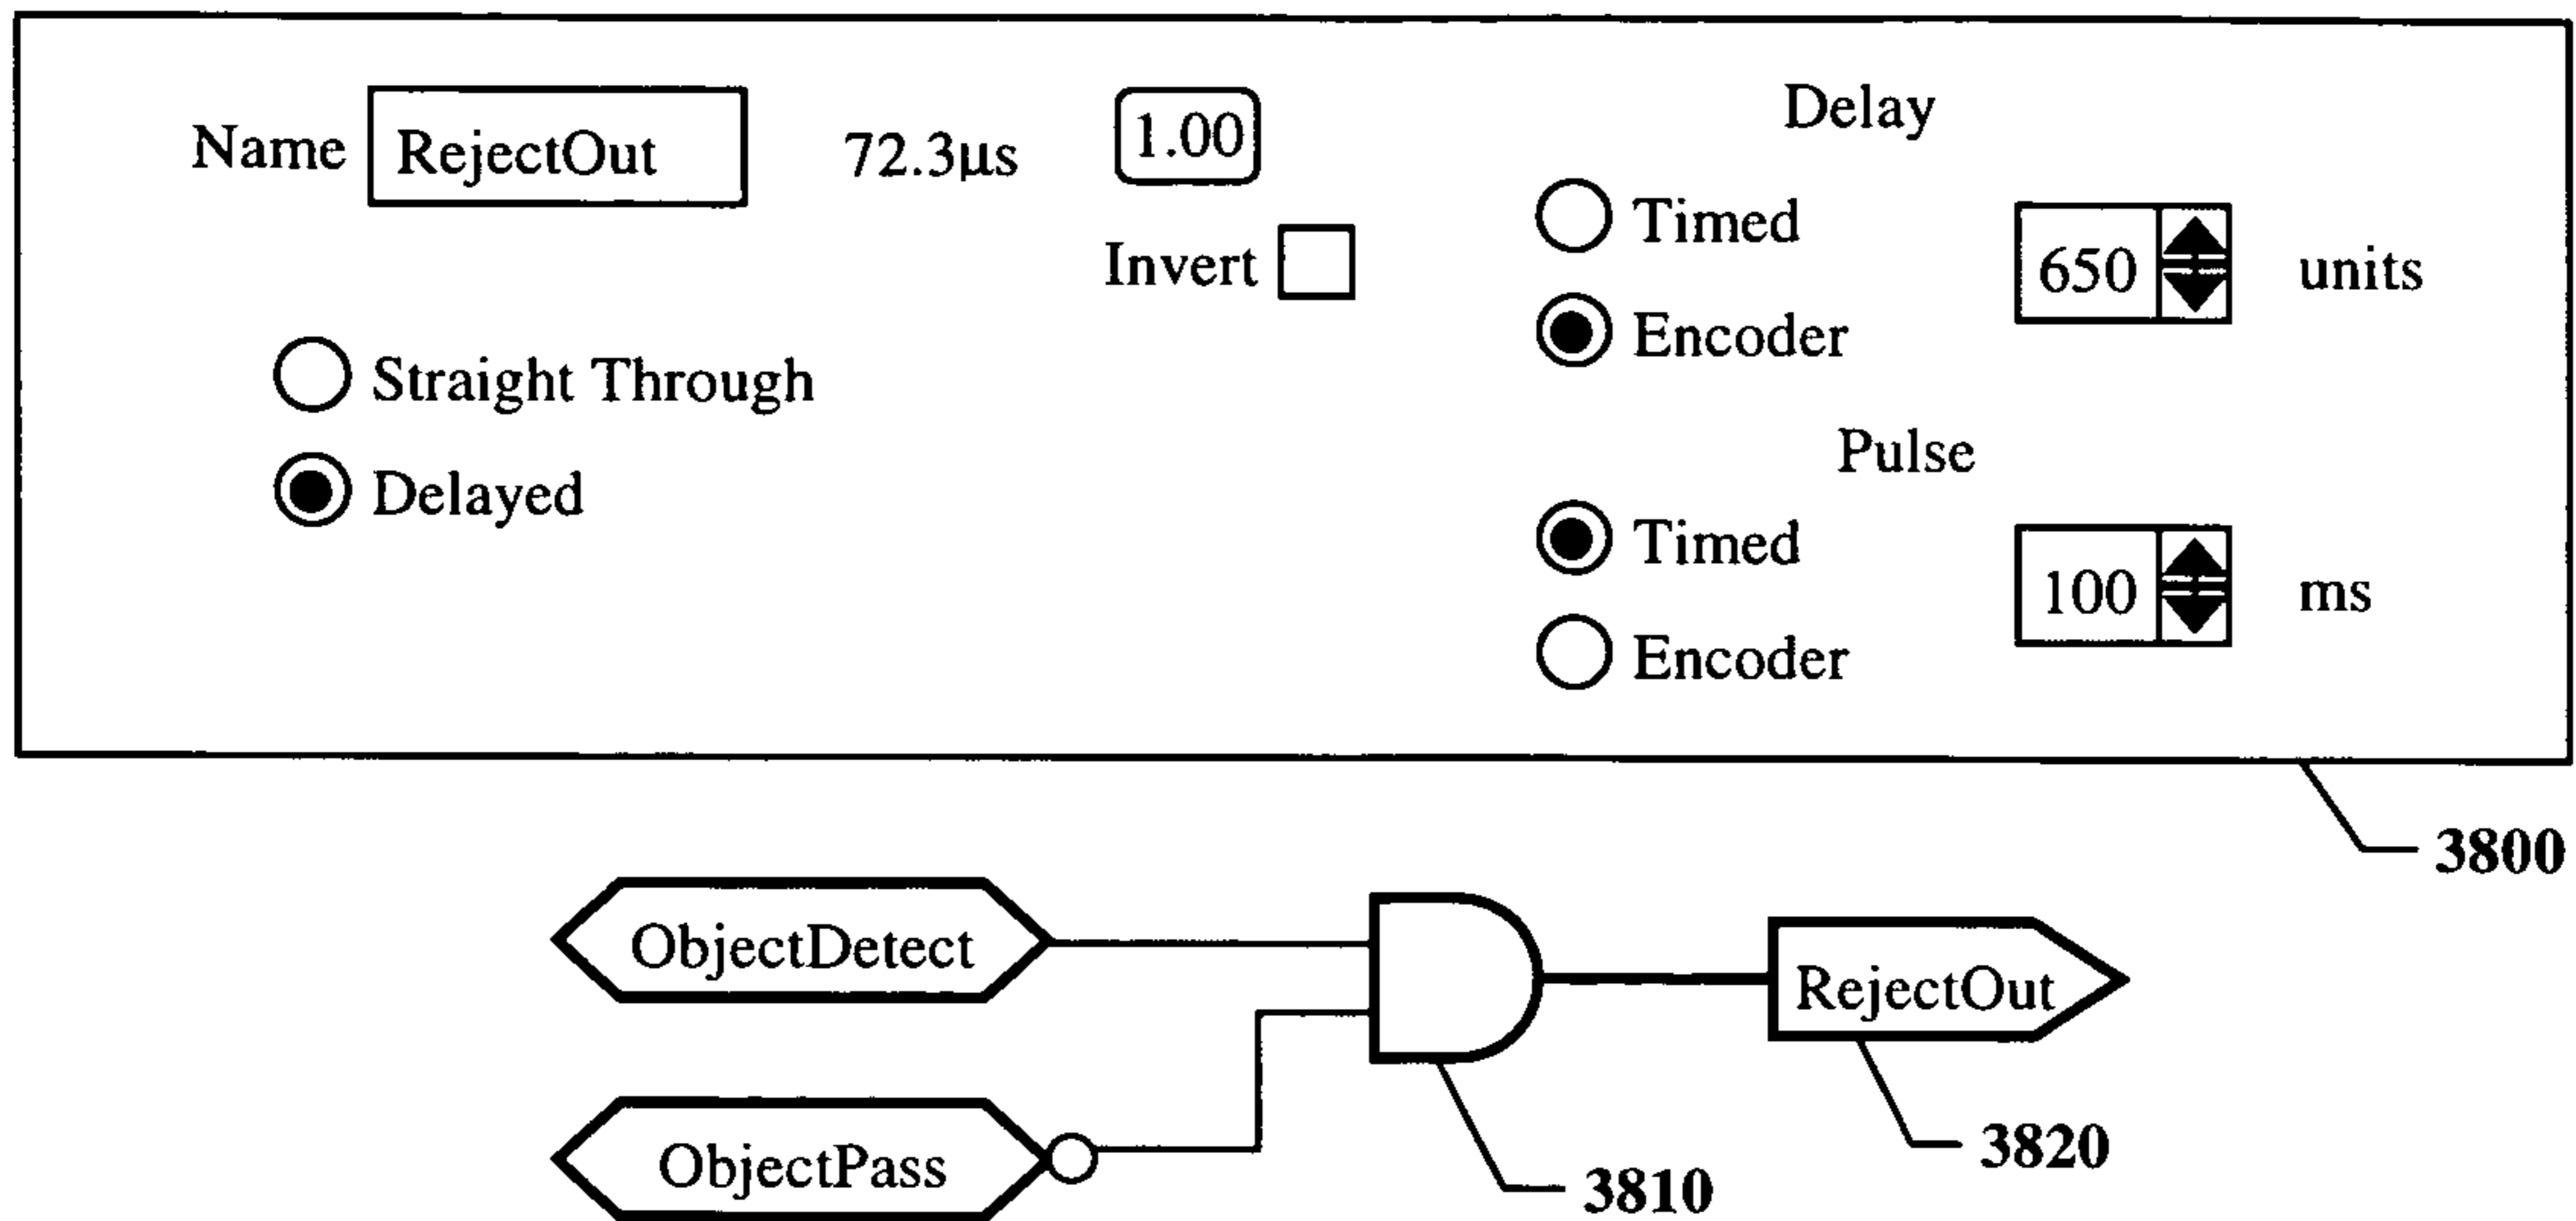 Name RejectOut 72.3µs 1.00
Invert
Straight Through
Delayed
Delay
Timed
Encoder
650 units
Pulse
Timed
Encoder
100 ms
3800
ObjectDetect
RejectOut
ObjectPass
3810
3820